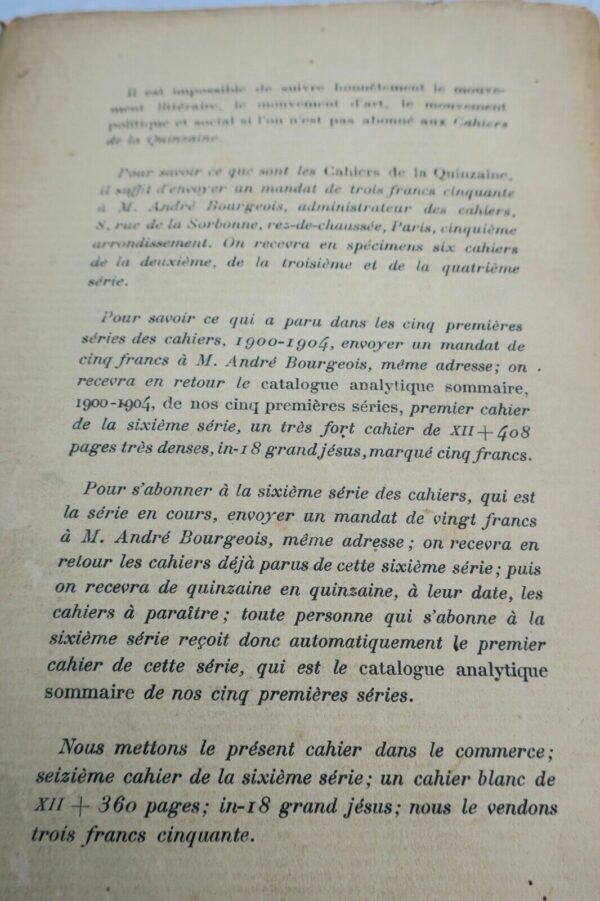 Il est impossible de suivre honnêtement le mouve-
ment littéraire, le mouvement d'art, le mouvement
politique et social si l'on n'est pas abonné aux Cahiers
de la Quinzaine.
Pour savoir ce que sont les Cahiers de la Quinzaine,
il suffit d'envoyer un mandat de trois francs cinquante
à M. André Bourgeois, administrateur des cahiers,
8, rue de la Sorbonne, rez-de-chaussée, Paris, cinquième
arrondissement. On recevra en spécimens six cahiers
de la deuxième, de la troisième et de la quatrième
série.
Pour savoir ce qui a paru dans les cinq premières
séries des cahiers, 1900-1904, envoyer un mandat de
cinq francs à M. André Bourgeois, même adresse; on
recevra en retour le catalogue analytique sommaire,
1900-1904, de nos cinq premières séries, premier cahier
de la sixième série, un très fort cahier de XII+408
pages très denses, in-18 grand jésus, marqué cinq francs.
Pour s'abonner à la sixième série des cahiers, qui est
la série en cours, envoyer un mandat de vingt francs
à M. André Bourgeois, même adresse; on recevra en
retour les cahiers déjà parus de cette sixième série; puis
on recevra de quinzaine en quinzaine, à leur date, les
cahiers à paraître; toute personne qui s'abonne à la
sixième série reçoit donc automatiquement le premier
cahier de cette série, qui est le catalogue analytique
sommaire de nos cinq premières séries.
Nous mettons le présent cahier dans le commerce;
seizième cahier de la sixième série; un cahier blanc de
XII + 360 pages; in-18 grand jésus; nous le vendons
trois francs cinquante.